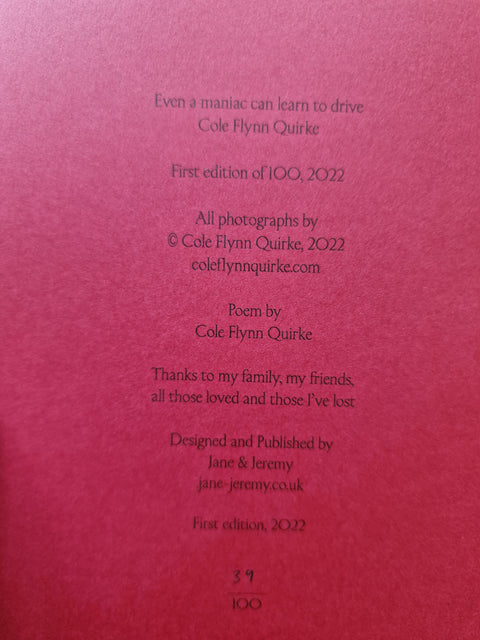 Even a maniac can learn to drive
Cole Flynn Quirke
First edition of 100, 2022
All photographs by
© Cole Flynn Quirke, 2022
coleflynnquirke.com
Poem by
Cole Flynn Quirke
Thanks to my family, my friends,
all those loved and those I've lost
Designed and Published by
Jane & Jeremy
jane-jeremy.co.uk
First edition, 2022
39
100